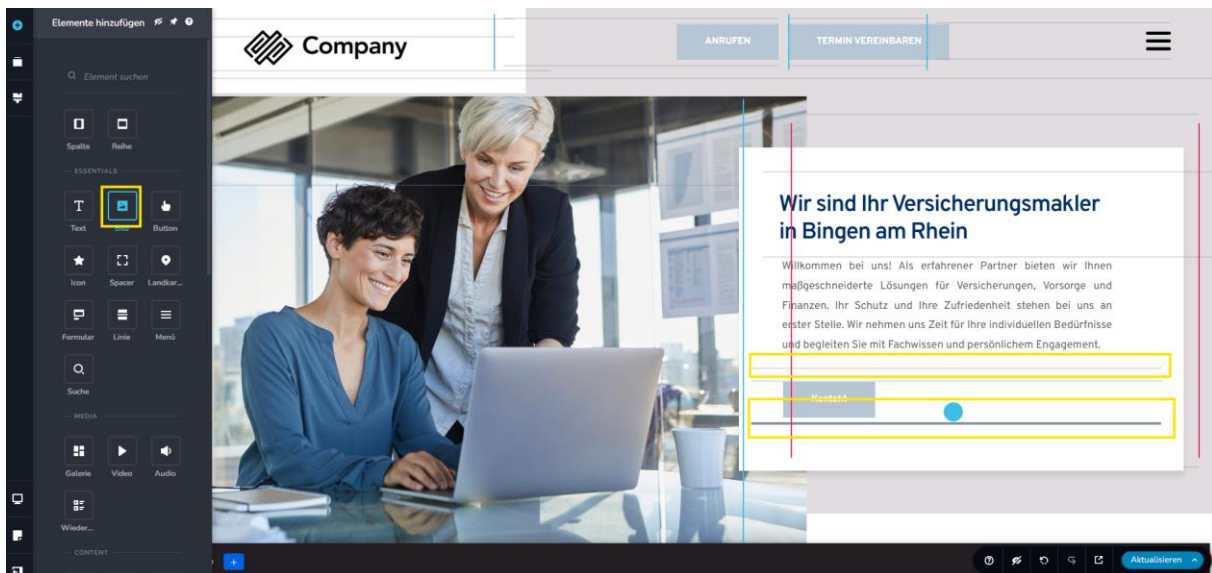 Elemente hinzufügen
Element suchen
Spalte
Reihe
ESSENTIALS
Text
Bild
Button
Icon
Spacer
Landkar...
Formular
Linie
Menü
Suche
MEDIA
Galerie
Video
Audio
Wieder...
CONTENT
Company
ANRUFEN
TERMIN VEREINBAREN
Wir sind Ihr Versicherungsmakler
in Bingen am Rhein
Willkommen bei uns! Als erfahrener Partner bieten wir Ihnen
maßgeschneiderte Lösungen für Versicherungen, Vorsorge und
Finanzen. Ihr Schutz und Ihre Zufriedenheit stehen bei uns an
erster Stelle. Wir nehmen uns Zeit für Ihre individuellen Bedürfnisse
und begleiten Sie mit Fachwissen und persönlichem Engagement.
Kontakt
Aktualisieren